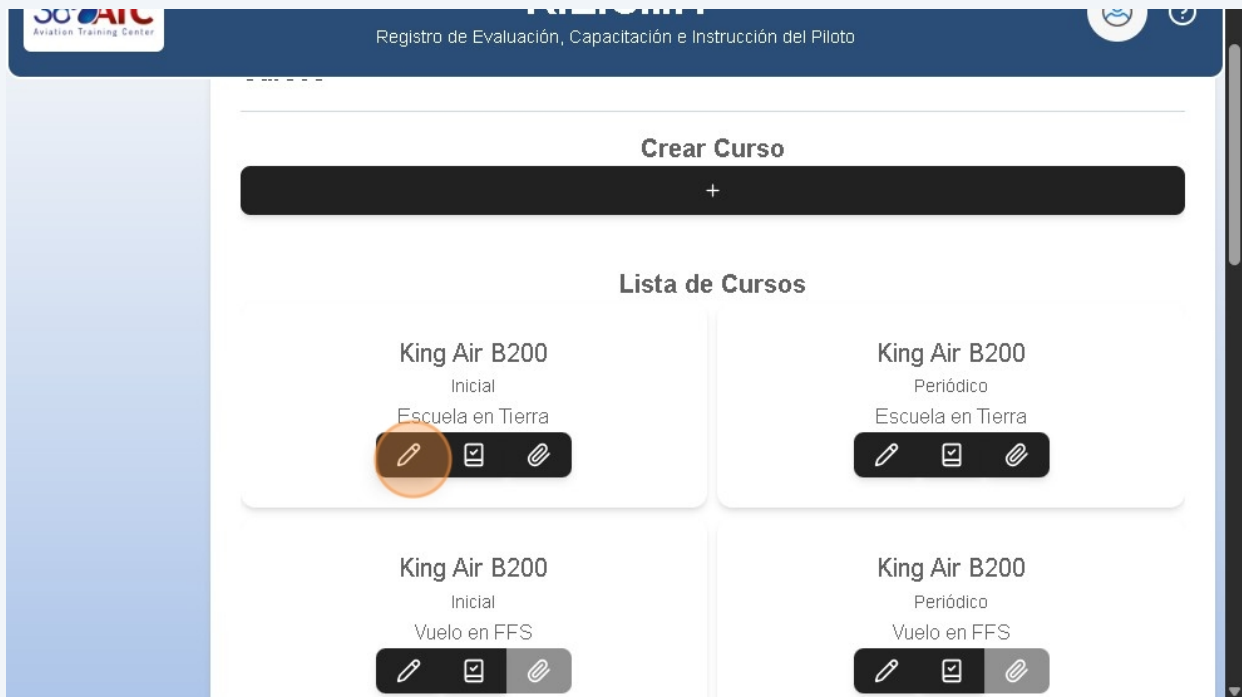 Aviation Training Center
Registro de Evaluación, Capacitación e Instrucción del Piloto
Crear Curso
+
Lista de Cursos
King Air B200
Inicial
Escuela en Tierra
King Air B200
Periódico
Escuela en Tierra
King Air B200
Inicial
Vuelo en FFS
King Air B200
Periódico
Vuelo en FFS